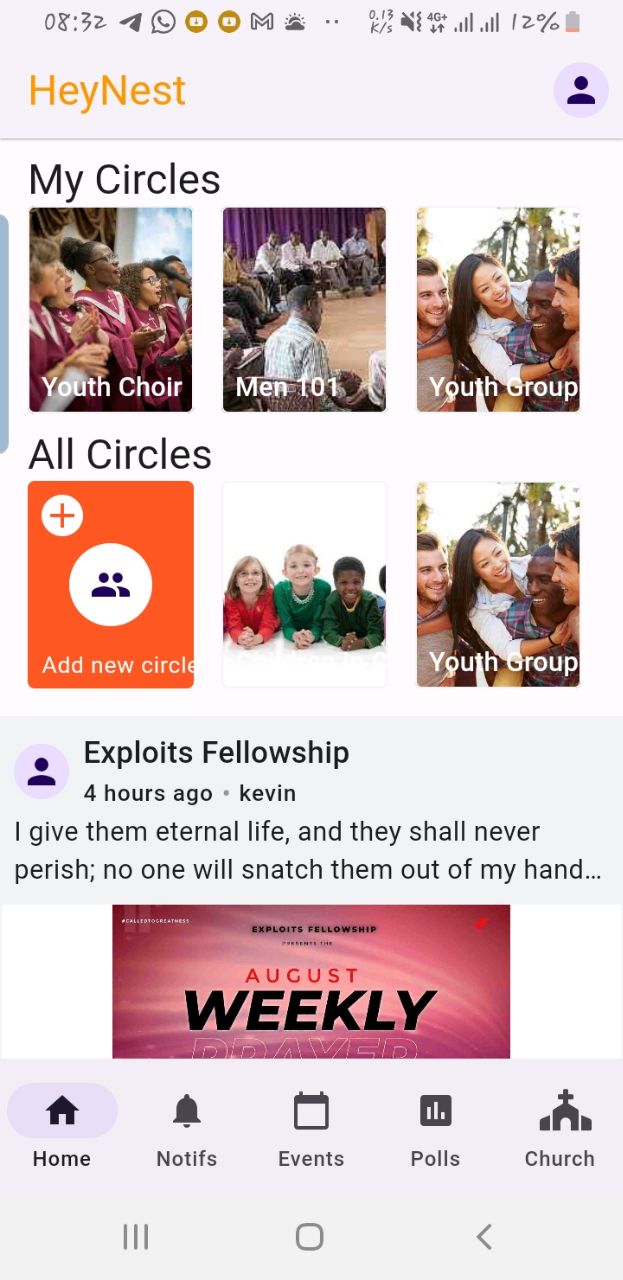 08:32
0.13 K/s 4G+ 12%
HeyNest
My Circles
Youth Choir
Men 101
Youth Group
All Circles
Add new circle
Children in G
Youth Group
Exploits Fellowship
4 hours ago • kevin
I give them eternal life, and they shall never
perish; no one will snatch them out of my hand...
#CALLEDTOGREATNESS
EXPLOITS FELLOWSHIP
PRESENTS THE
AUGUST
WEEKLY
PRAYER
Home
Notifs
Events
Polls
Church